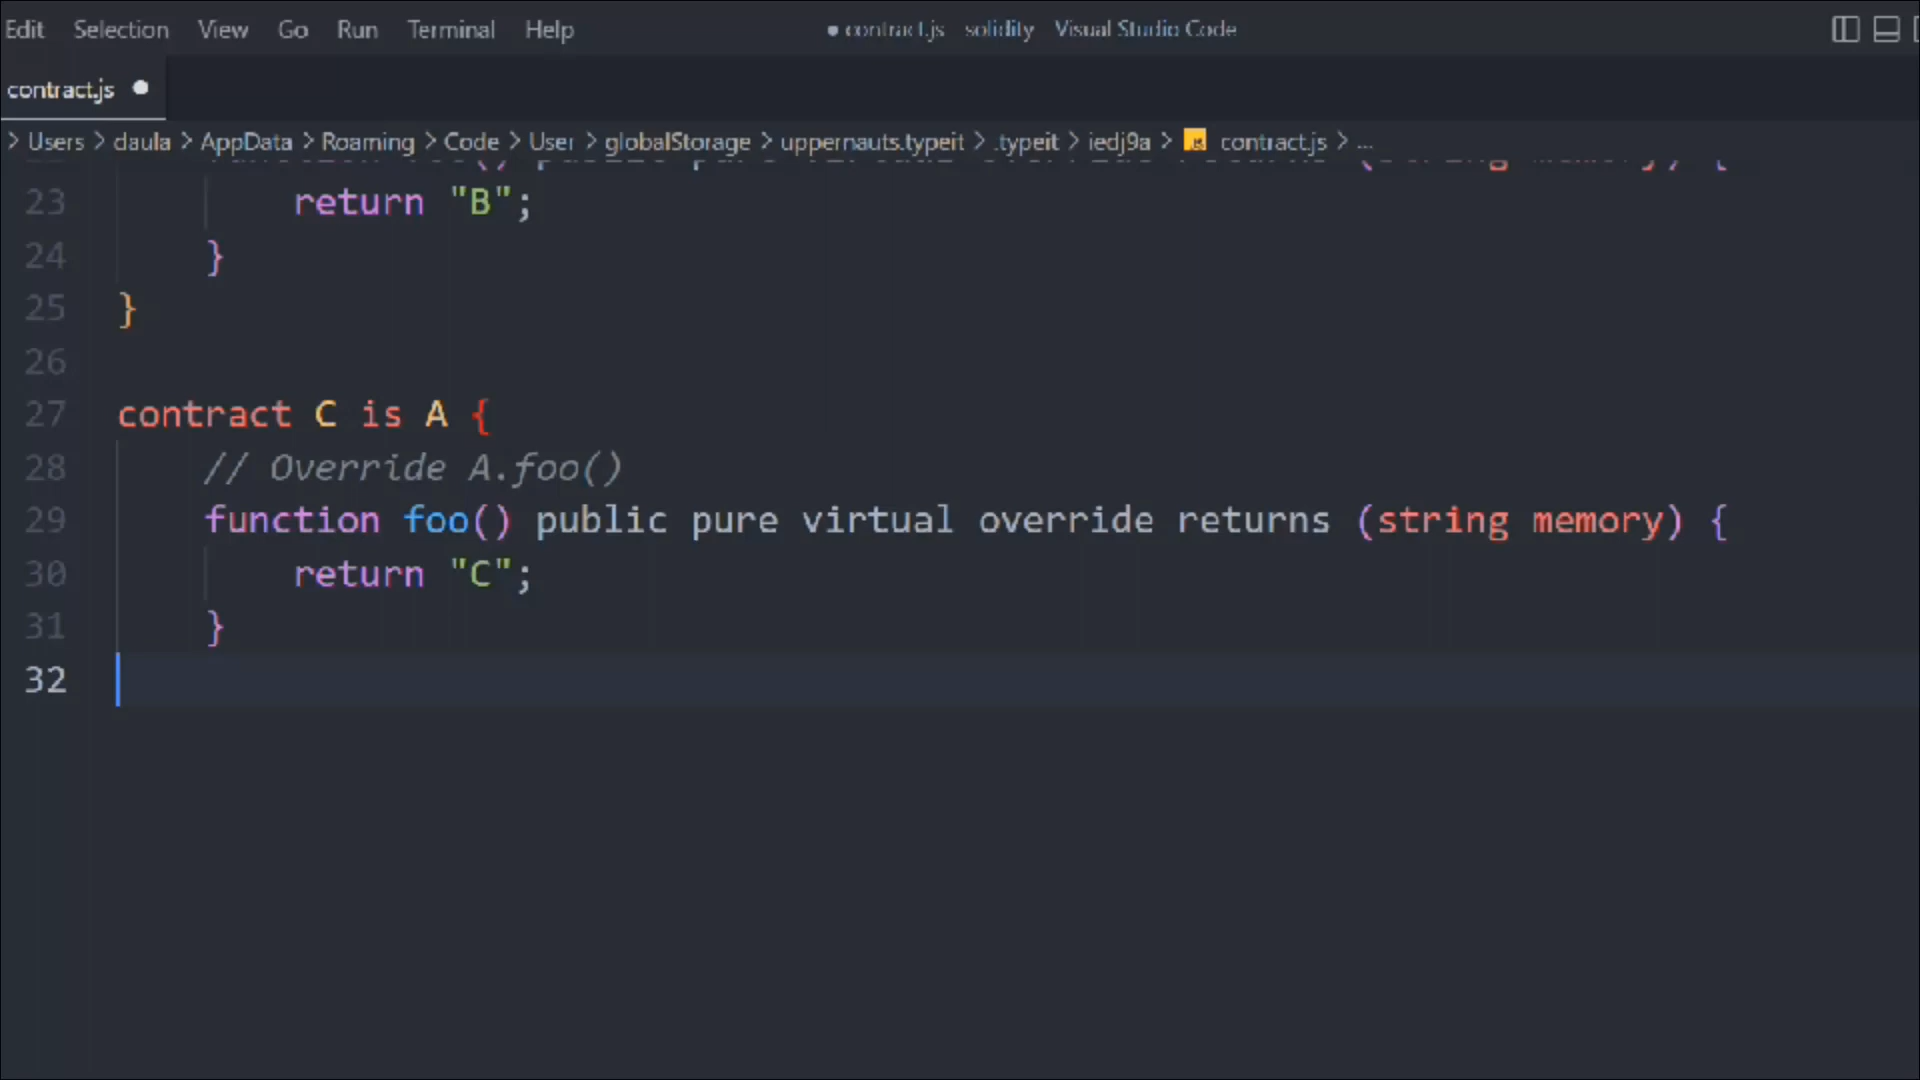 Edit Selection View Go Run Terminal Help
● contract.js solidity Visual Studio Code
contract.js ●
> Users > daula > AppData > Roaming > Code > User > globalStorage > uppernauts.typeit > .typeit > iedj9a > contract.js > ...
23 return "B";
24 }
25 }
26
27 contract C is A {
28 // Override A.foo()
29 function foo() public pure virtual override returns (string memory) {
30 return "C";
31 }
32